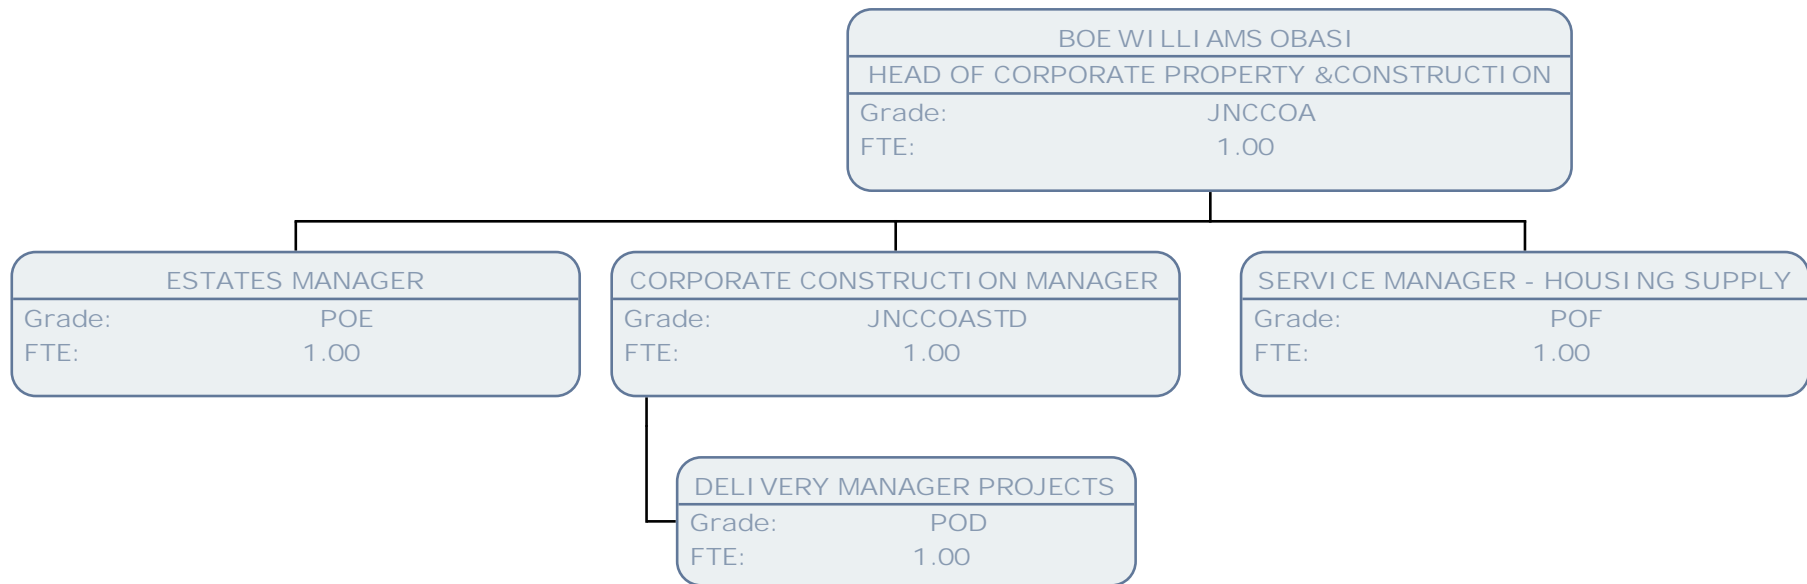 BOE WILLIAMS OBASI
HEAD OF CORPORATE PROPERTY &CONSTRUCTION
Grade: JNCCOA
FTE: 1.00
ESTATES MANAGER
Grade: POE
FTE: 1.00
CORPORATE CONSTRUCTION MANAGER
Grade: JNCCOASTD
FTE: 1.00
SERVICE MANAGER - HOUSING SUPPLY
Grade: POF
FTE: 1.00
DELIVERY MANAGER PROJECTS
Grade: POD
FTE: 1.00